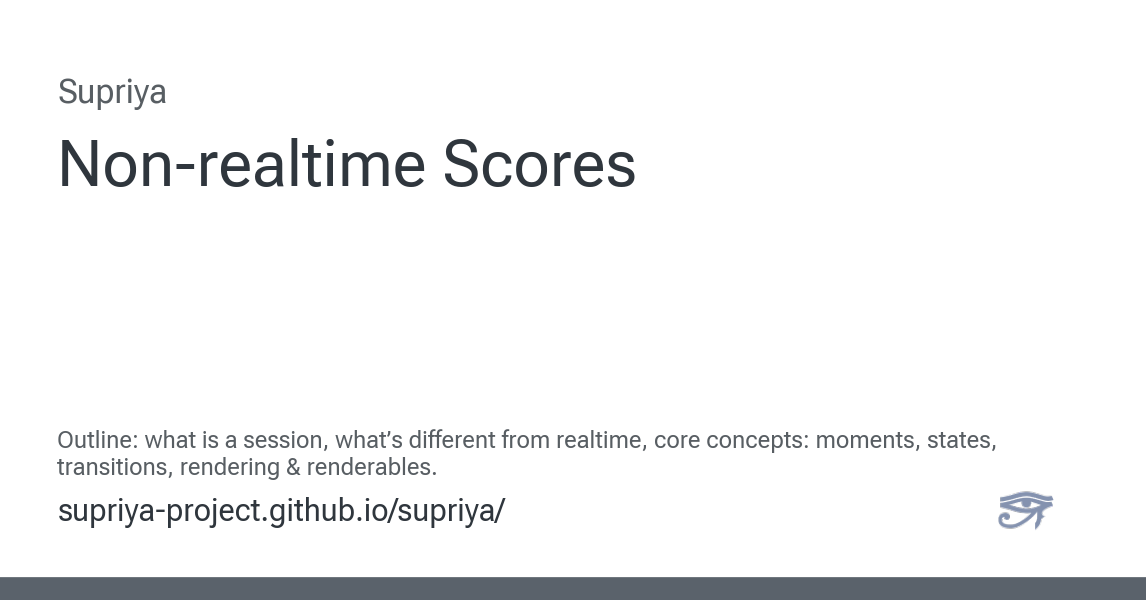 Supriya
Non-realtime Scores
Outline: what is a session, what’s different from realtime, core concepts: moments, states,
transitions, rendering & renderables.
supriya-project.github.io/supriya/